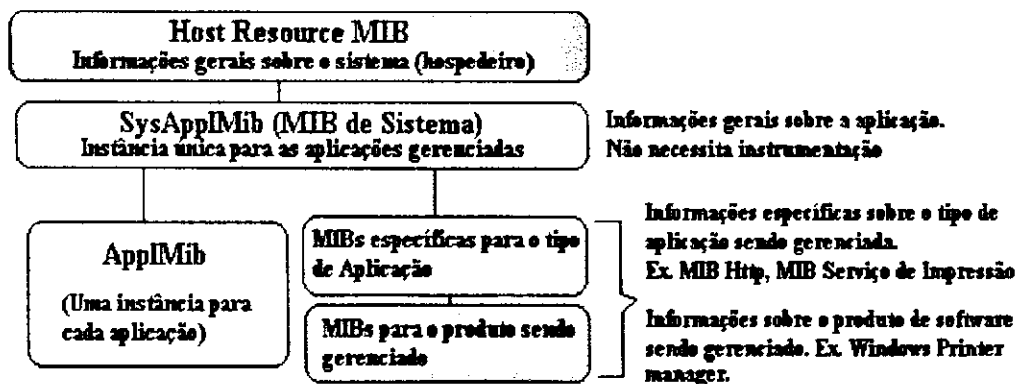 Host Resource MIB
Informações gerais sobre o sistema (hospedeiro)
SysApplMib (MIB de Sistema)
Instância única para as aplicações gerenciadas
Informações gerais sobre a aplicação.
Não necessita instrumentação
ApplMib
(Uma instância para
cada aplicação)
MIBs específicas para o tipo
de Aplicação
MIBs para o produto sendo
gerenciado
Informações específicas sobre o tipo de
aplicação sendo gerenciada.
Ex. MIB Http, MIB Serviço de Impressão
Informações sobre o produto de software
sendo gerenciado. Ex. Windows Printer
manager.